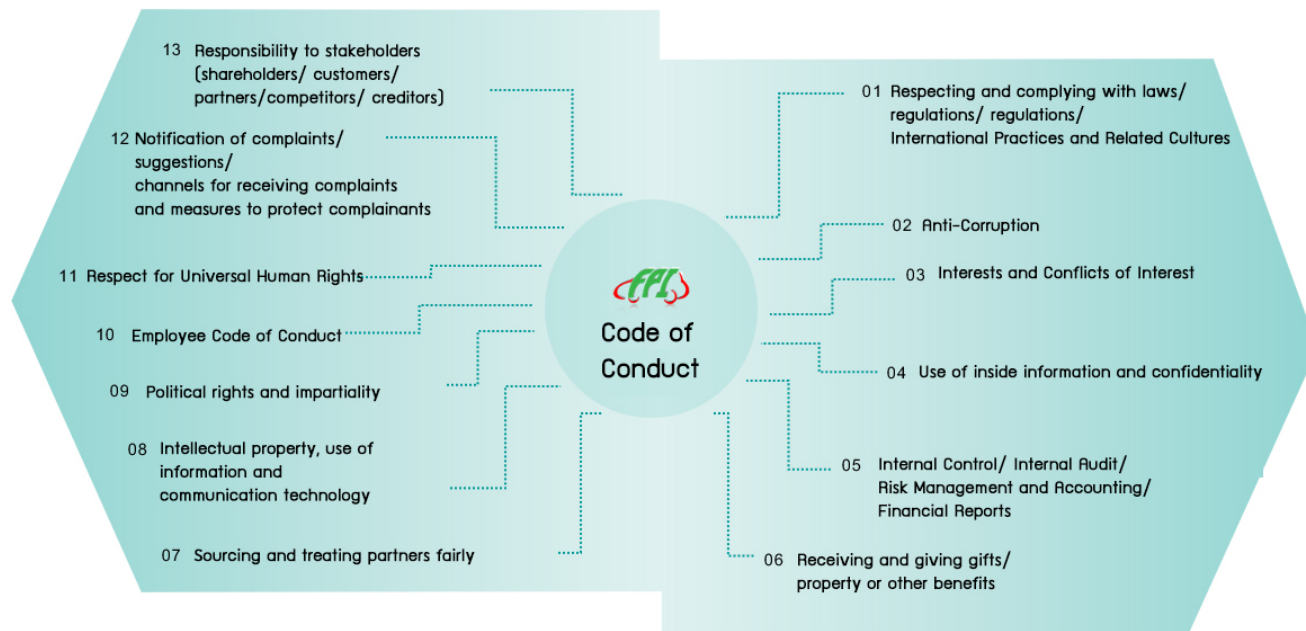 13 Responsibility to stakeholders
(shareholders/ customers/
partners/competitors/ creditors)
12 Notification of complaints/
suggestions/
channels for receiving complaints
and measures to protect complainants
11 Respect for Universal Human Rights
10 Employee Code of Conduct
09 Political rights and impartiality
08 Intellectual property, use of
information and
communication technology
07 Sourcing and treating partners fairly
FPI
Code of
Conduct
01 Respecting and complying with laws/
regulations/ regulations/
International Practices and Related Cultures
02 Anti-Corruption
03 Interests and Conflicts of Interest
04 Use of inside information and confidentiality
05 Internal Control/ Internal Audit/
Risk Management and Accounting/
Financial Reports
06 Receiving and giving gifts/
property or other benefits